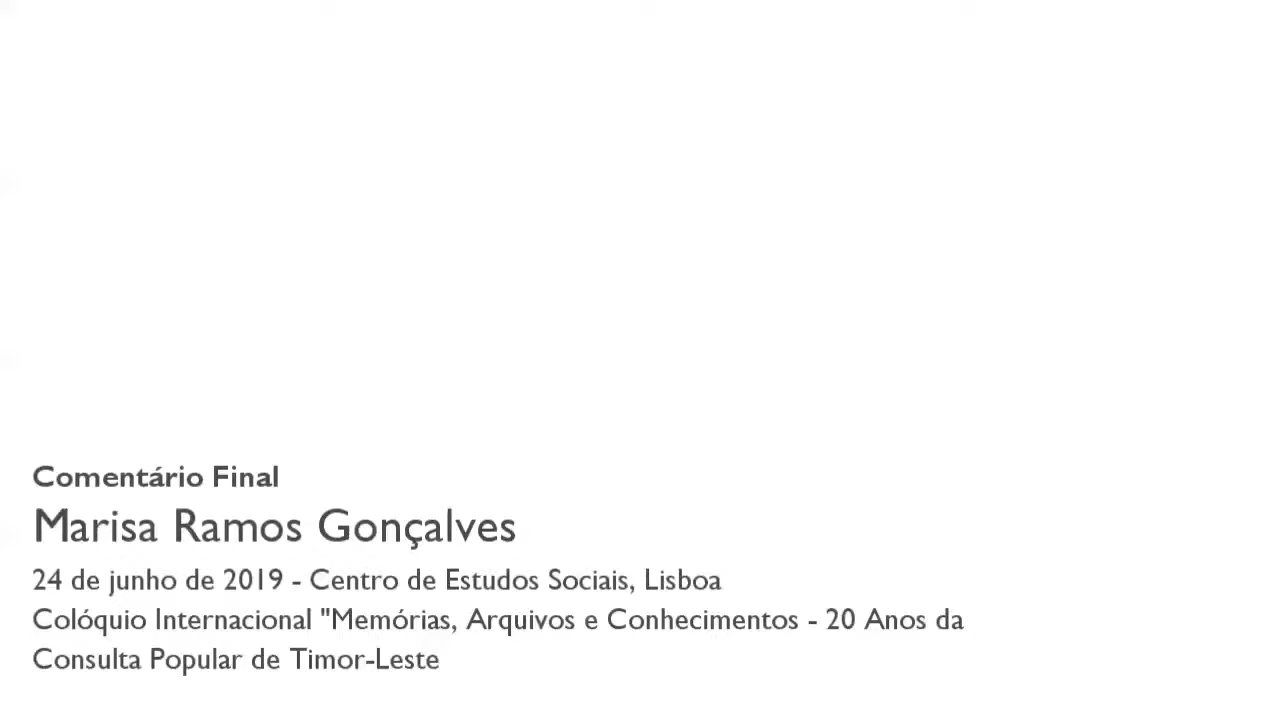 Comentário Final
Marisa Ramos Gonçalves
24 de junho de 2019 - Centro de Estudos Sociais, Lisboa
Colóquio Internacional "Memórias, Arquivos e Conhecimentos - 20 Anos da
Consulta Popular de Timor-Leste